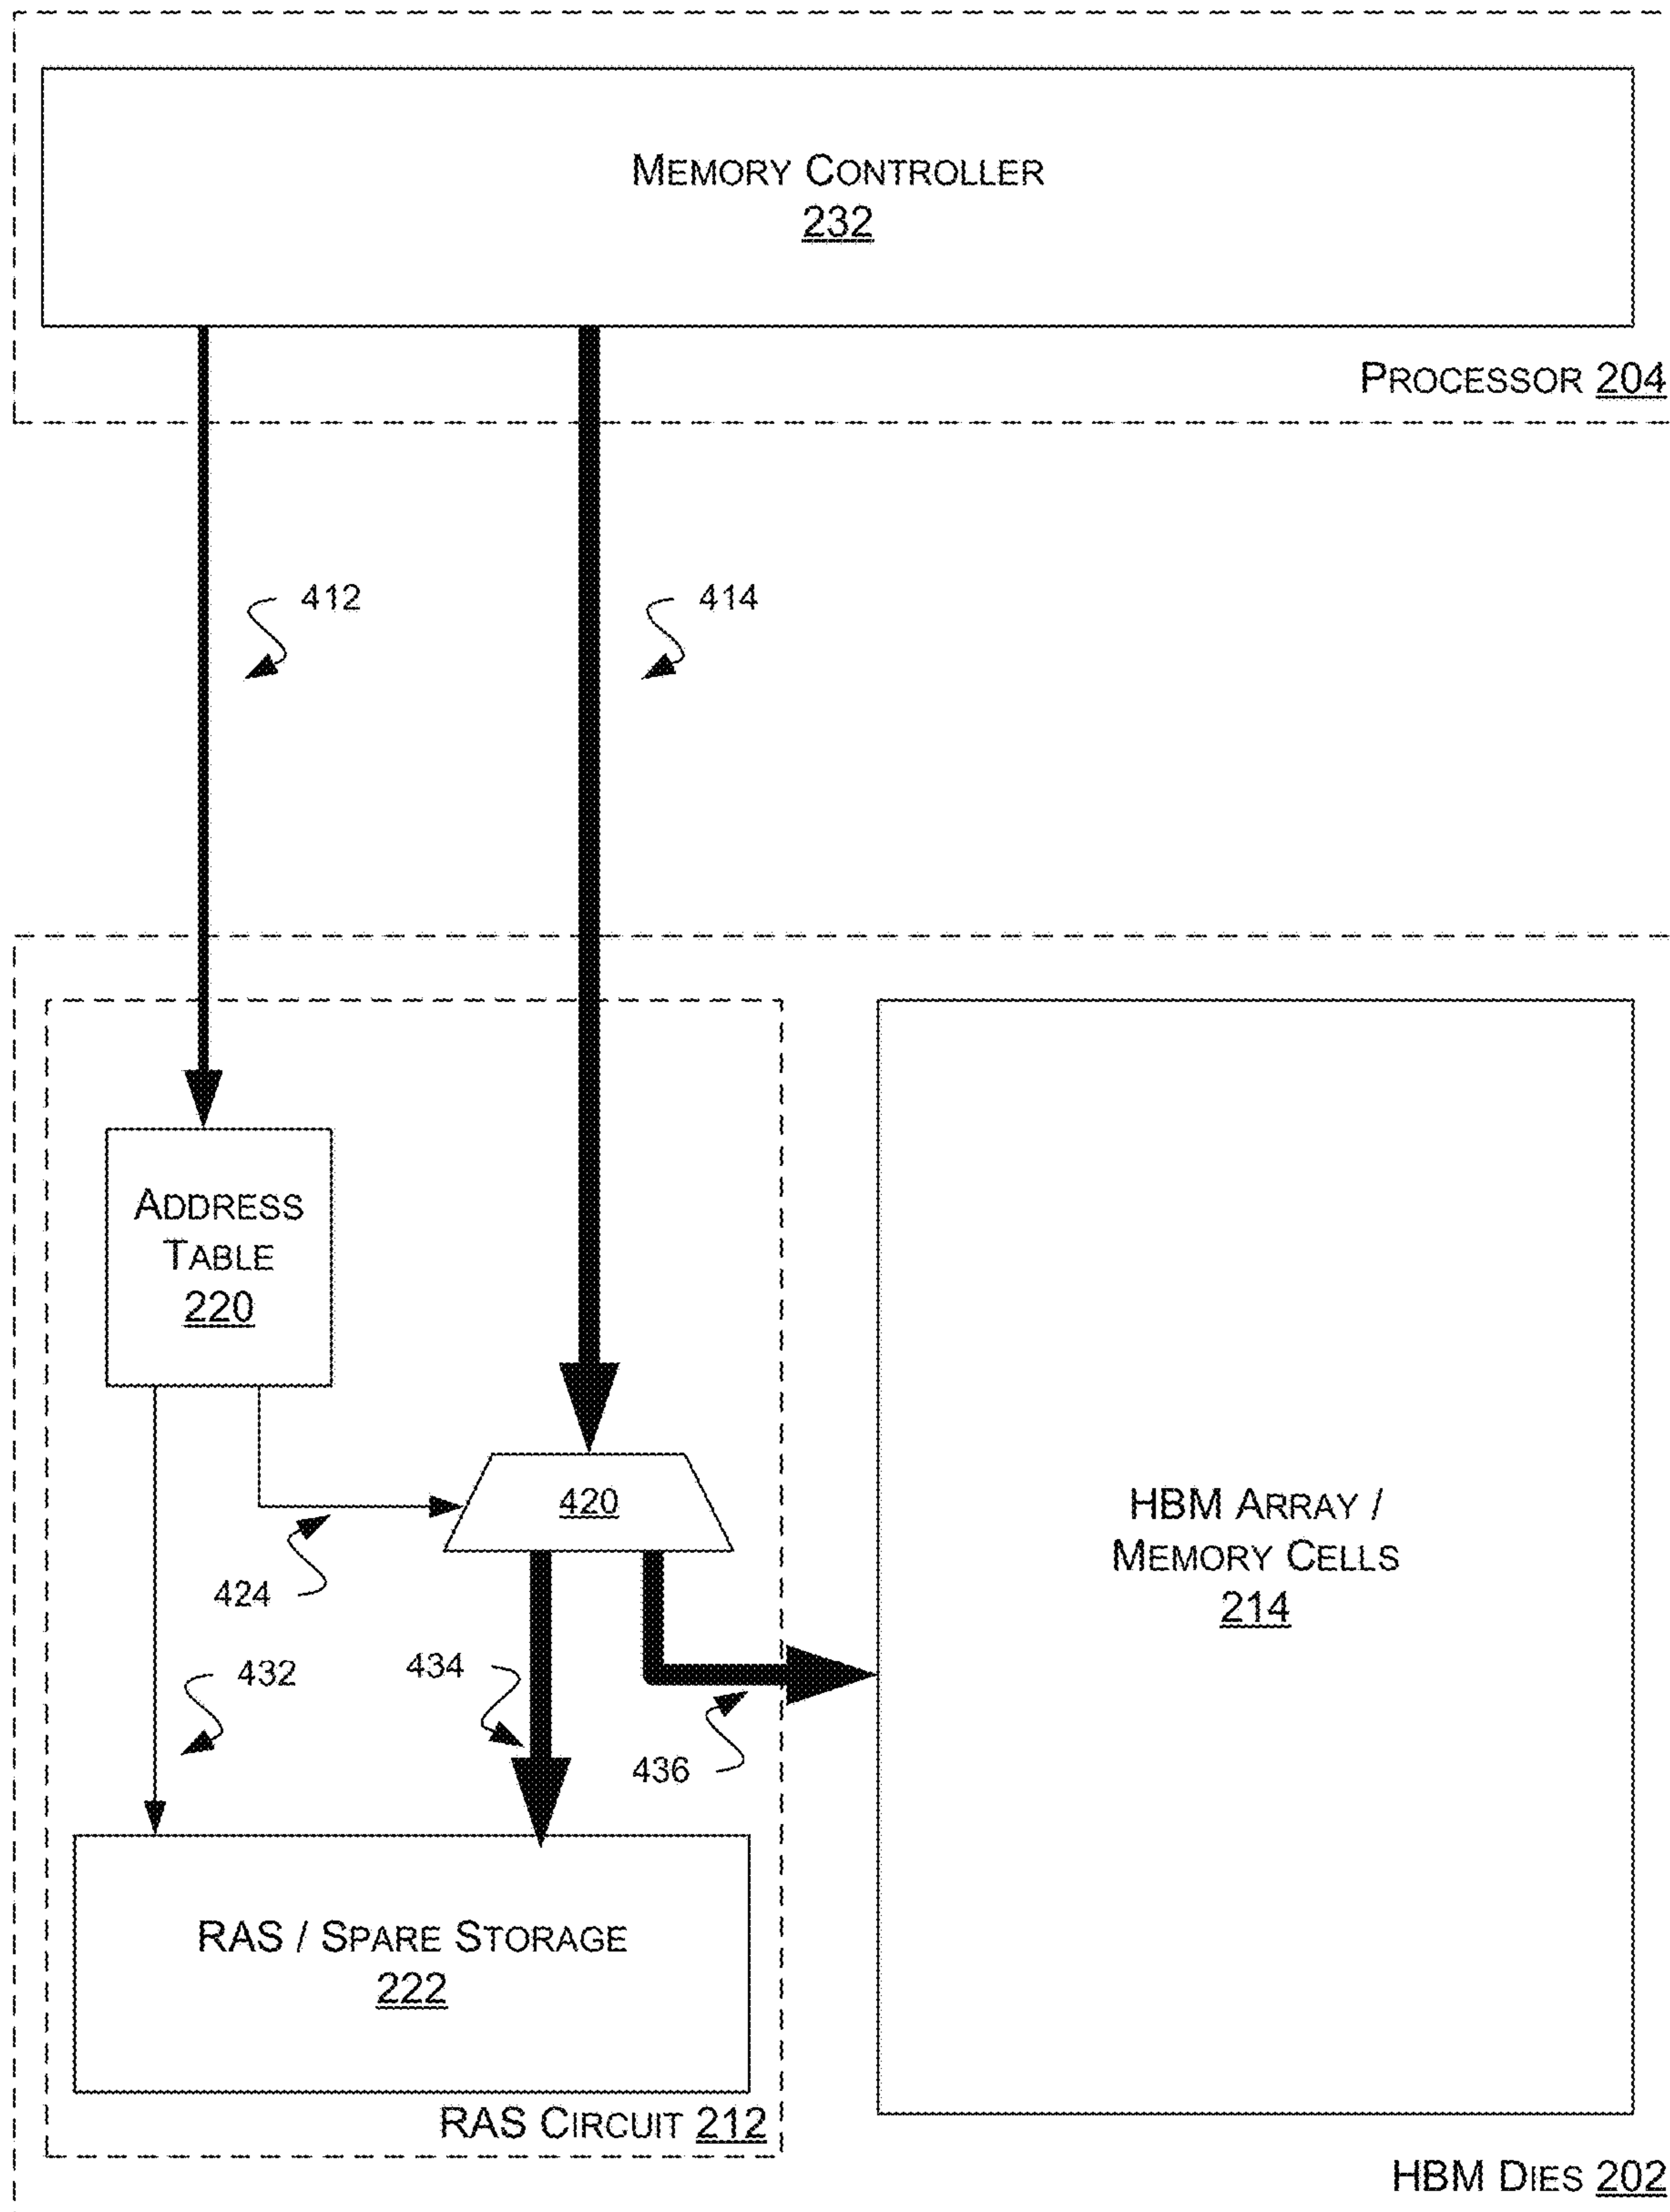 MEMORY CONTROLLER
232
PROCESSOR 204
412
414
ADDRESS
TABLE
220
420
424
432
434
436
HBM ARRAY /
MEMORY CELLS
214
RAS / SPARE STORAGE
222
RAS CIRCUIT 212
HBM DIES 202